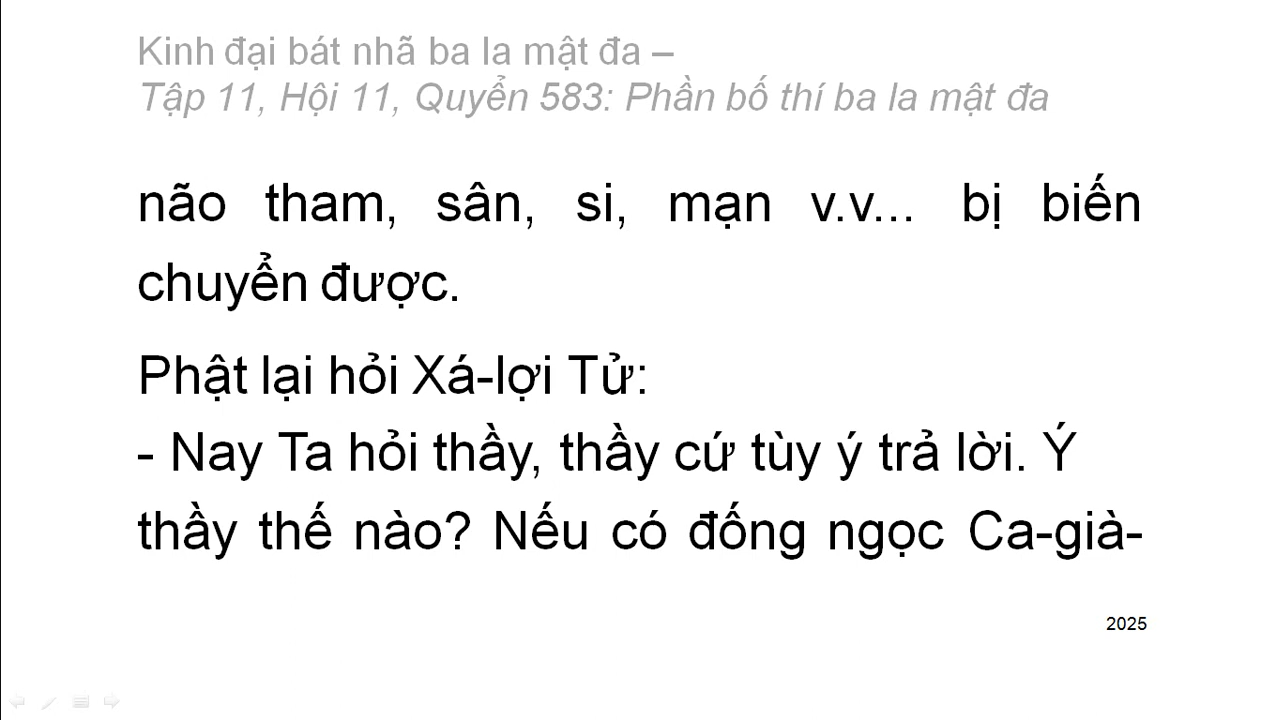 Kinh đại bát nhã ba la mật đa –
Tập 11, Hội 11, Quyển 583: Phần bố thí ba la mật đa
não tham, sân, si, mạn v.v... bị biến
chuyển được.
Phật lại hỏi Xá-lợi Tử:
- Nay Ta hỏi thầy, thầy cứ tùy ý trả lời. Ý
thầy thế nào? Nếu có đống ngọc Ca-già-
2025